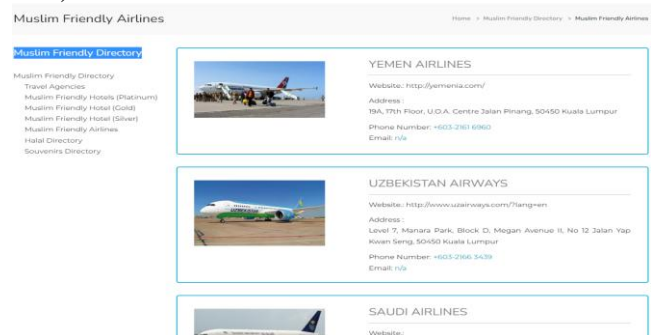 Muslim Friendly Airlines
Home > Muslim Friendly Directory > Muslim Friendly Airlines
Muslim Friendly Directory
Muslim Friendly Directory
Travel Agencies
Muslim Friendly Hotels (Platinum)
Muslim Friendly Hotel (Gold)
Muslim Friendly Hotel (Silver)
Muslim Friendly Airlines
Halal Directory
Souvenirs Directory
YEMEN AIRLINES
Website: http://yemenia.com/
Address :
19A, 17th Floor, U.O.A. Centre Jalan Pinang, 50450 Kuala Lumpur
Phone Number: +603-2161 6960
Email: n/a
UZBEKISTAN AIRWAYS
Website: http://www.uzairways.com/?lang=en
Address :
Level 7, Manara Park, Block D, Megan Avenue II, No 12 Jalan Yap
Kwan Seng, 50450 Kuala Lumpur
Phone Number: +603-2166 3439
Email: n/a
SAUDI AIRLINES
Website: